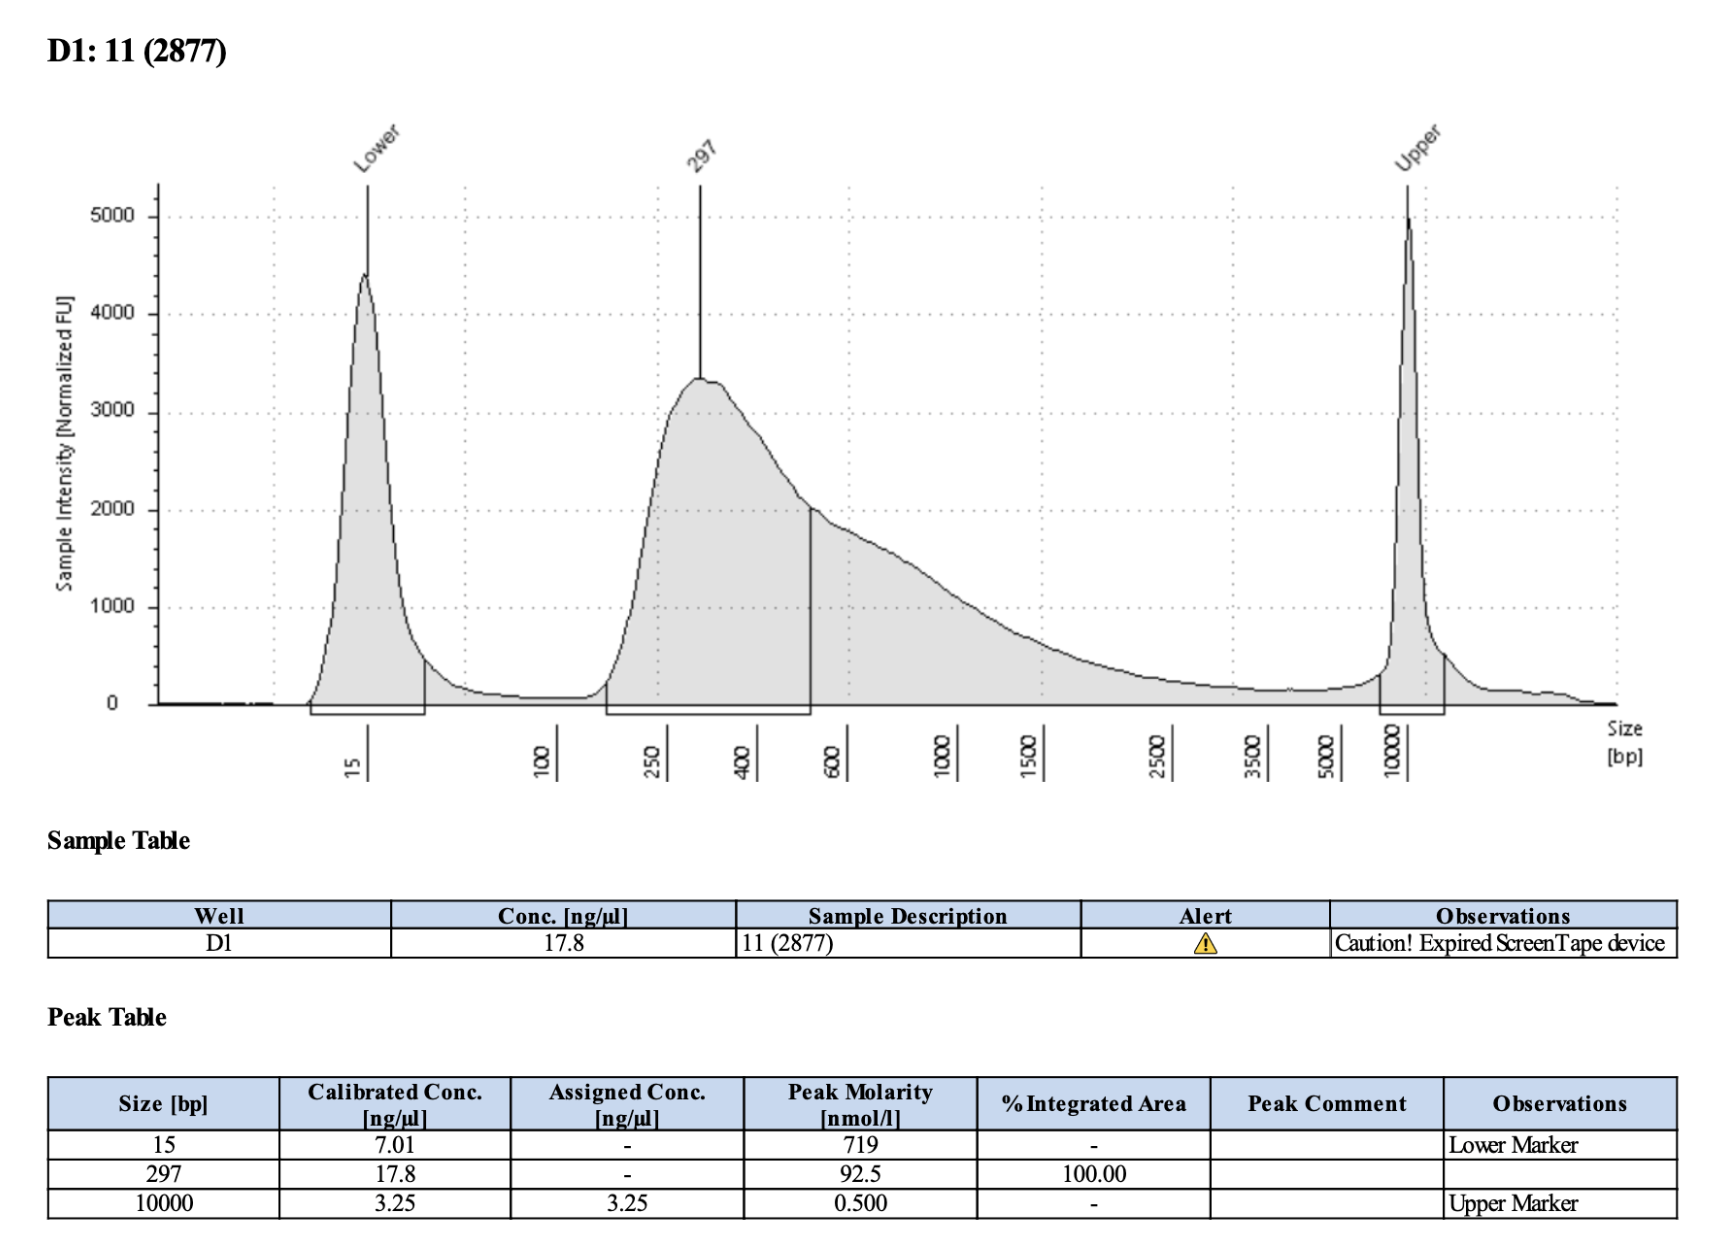 D1: 11 (2877)
Lower
297
Upper
Sample Intensity [Normalized FU]
5000
4000
3000
2000
1000
0
15
100
250
400
600
1000
1500
2500
3500
5000
10000
Size
[bp]
Sample Table
Well Conc. [ng/µl] Sample Description Alert Observations
D1 17.8 11 (2877) Caution! Expired ScreenTape device
Peak Table
Size [bp] Calibrated Conc. [ng/µl] Assigned Conc. [ng/µl] Peak Molarity [nmol/l] % Integrated Area Peak Comment Observations
15 7.01 - 719 - Lower Marker
297 17.8 - 92.5 100.00
10000 3.25 3.25 0.500 - Upper Marker